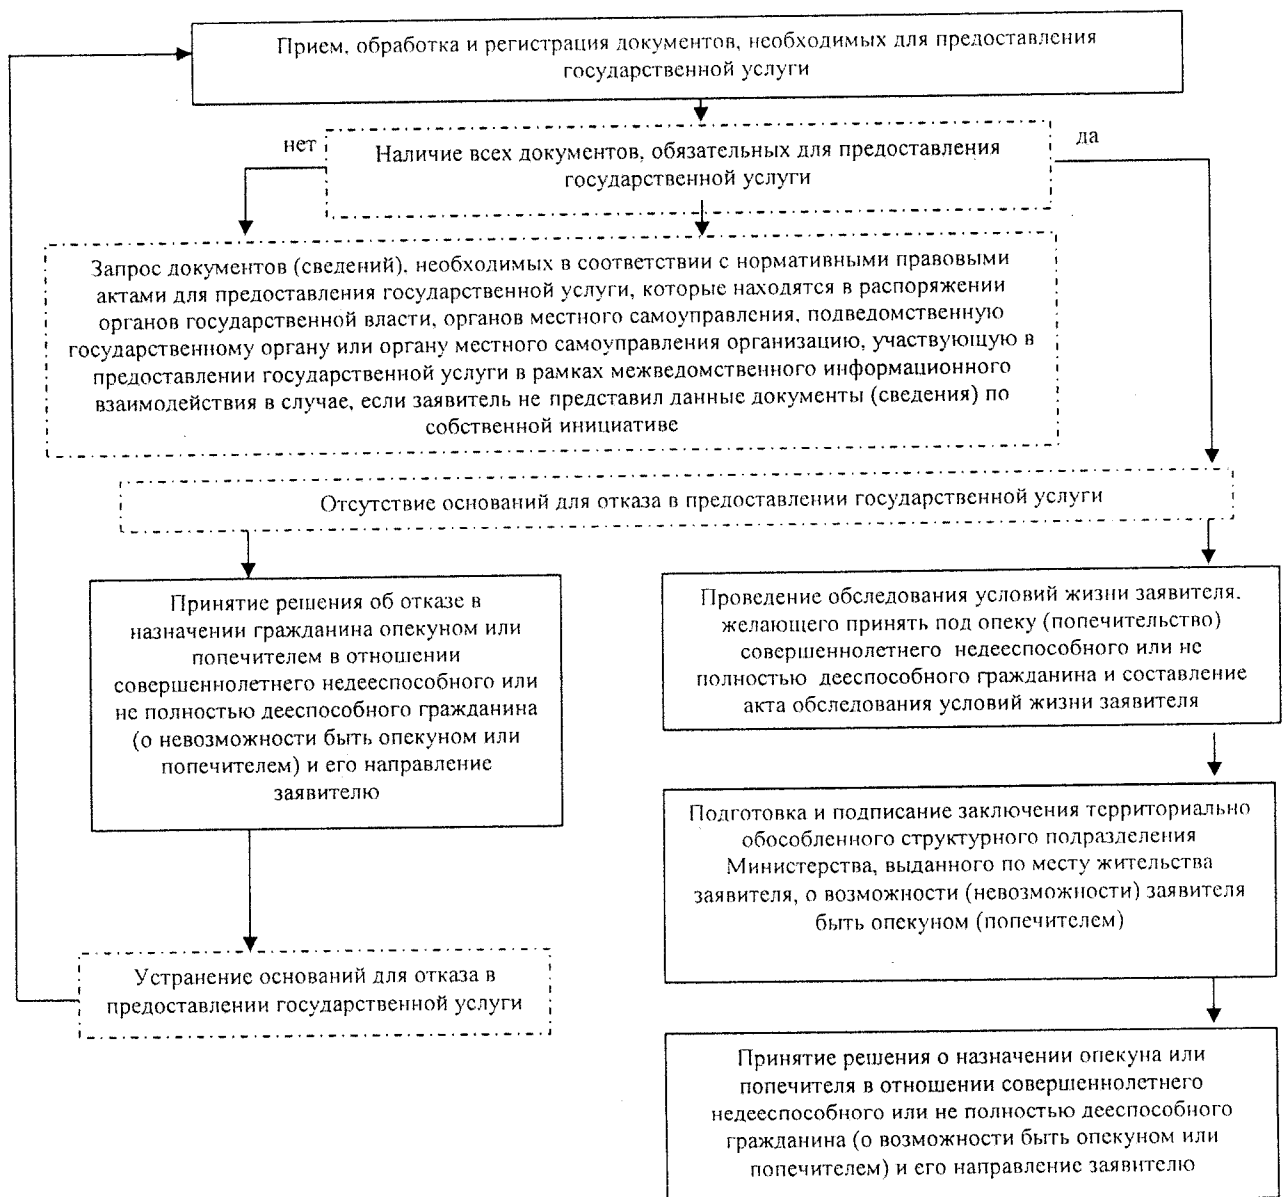 Прием, обработка и регистрация документов, необходимых для предоставления
государственной услуги
нет
да
Наличие всех документов, обязательных для предоставления
государственной услуги
Запрос документов (сведений), необходимых в соответствии с нормативными правовыми
актами для предоставления государственной услуги, которые находятся в распоряжении
органов государственной власти, органов местного самоуправления, подведомственную
государственному органу или органу местного самоуправления организацию, участвующую в
предоставлении государственной услуги в рамках межведомственного информационного
взаимодействия в случае, если заявитель не представил данные документы (сведения) по
собственной инициативе
Отсутствие оснований для отказа в предоставлении государственной услуги
Принятие решения об отказе в
назначении гражданина опекуном или
попечителем в отношении
совершеннолетнего недееспособного или
не полностью дееспособного гражданина
(о невозможности быть опекуном или
попечителем) и его направление
заявителю
Устранение оснований для отказа в
предоставлении государственной услуги
Проведение обследования условий жизни заявителя,
желающего принять под опеку (попечительство)
совершеннолетнего недееспособного или не
полностью дееспособного гражданина и составление
акта обследования условий жизни заявителя
Подготовка и подписание заключения территориально
обособленного структурного подразделения
Министерства, выданного по месту жительства
заявителя, о возможности (невозможности) заявителя
быть опекуном (попечителем)
Принятие решения о назначении опекуна или
попечителя в отношении совершеннолетнего
недееспособного или не полностью дееспособного
гражданина (о возможности быть опекуном или
попечителем) и его направление заявителю